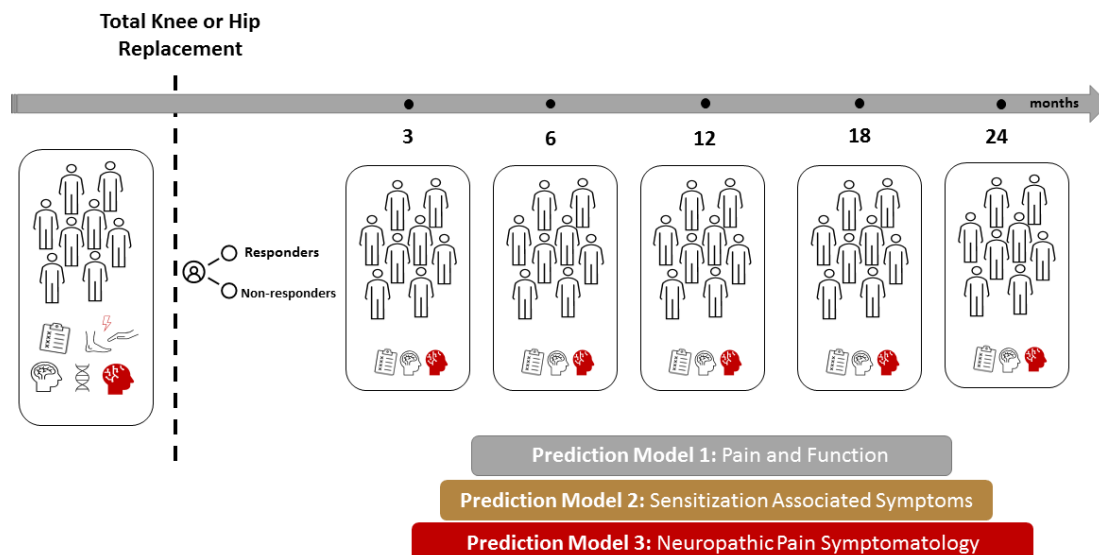 Total Knee or Hip
Replacement
months
3
6
12
18
24
Responders
Non-responders
Prediction Model 1: Pain and Function
Prediction Model 2: Sensitization Associated Symptoms
Prediction Model 3: Neuropathic Pain Symptomatology